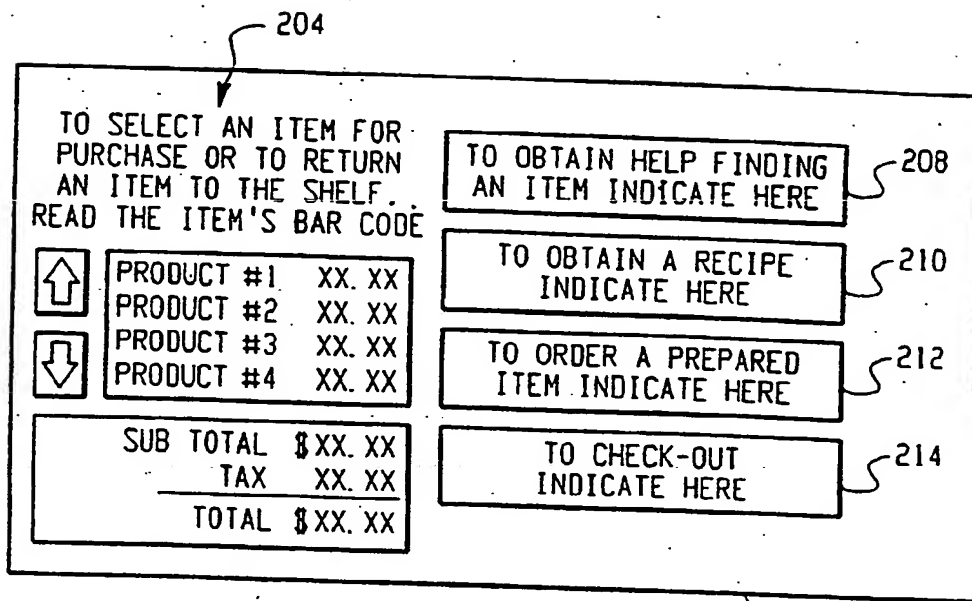 204
TO SELECT AN ITEM FOR
PURCHASE OR TO RETURN
AN ITEM TO THE SHELF..
READ THE ITEM'S BAR CODE
PRODUCT #1 XX. XX
PRODUCT #2 XX. XX
PRODUCT #3 XX. XX
PRODUCT #4 XX. XX
SUB TOTAL $XX. XX
TAX XX. XX
TOTAL $XX. XX
TO OBTAIN HELP FINDING
AN ITEM INDICATE HERE
208
TO OBTAIN A RECIPE
INDICATE HERE
210
TO ORDER A PREPARED
ITEM INDICATE HERE
212
TO CHECK-OUT
INDICATE HERE
214